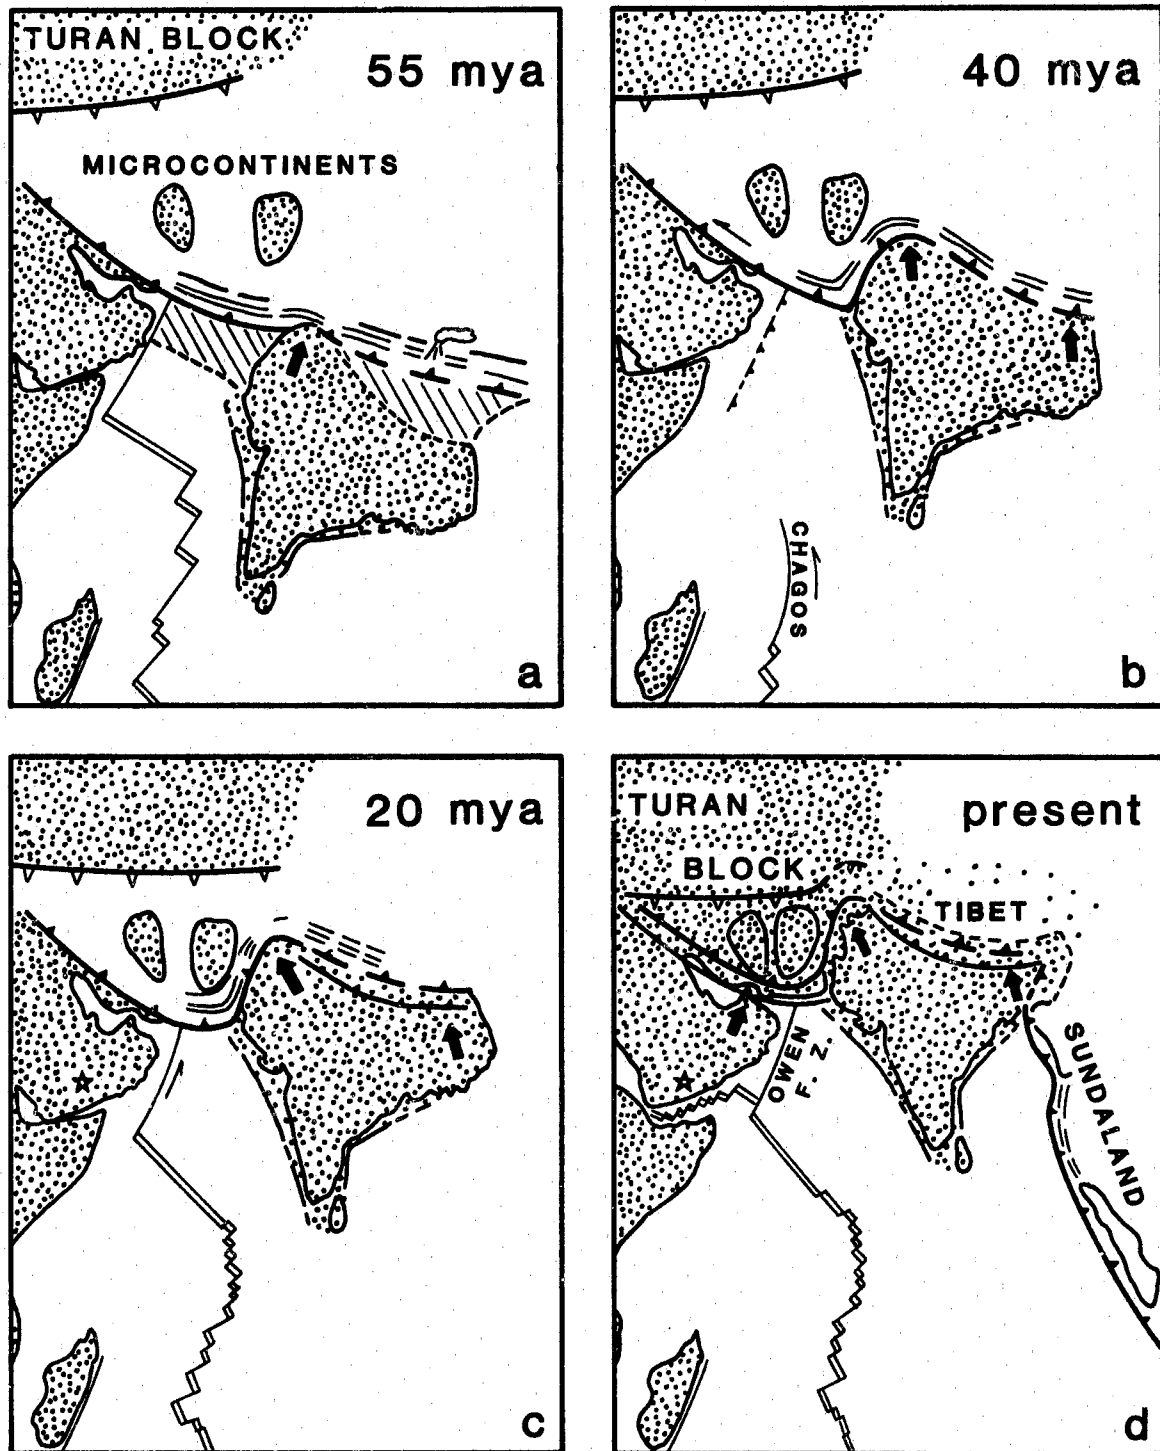 TURAN BLOCK
55 mya
MICROCONTINENTS
a
40 mya
CHAGOS
b
20 mya
c
TURAN
present
BLOCK
TIBET
OWEN
F. Z.
SUNDALAND
d